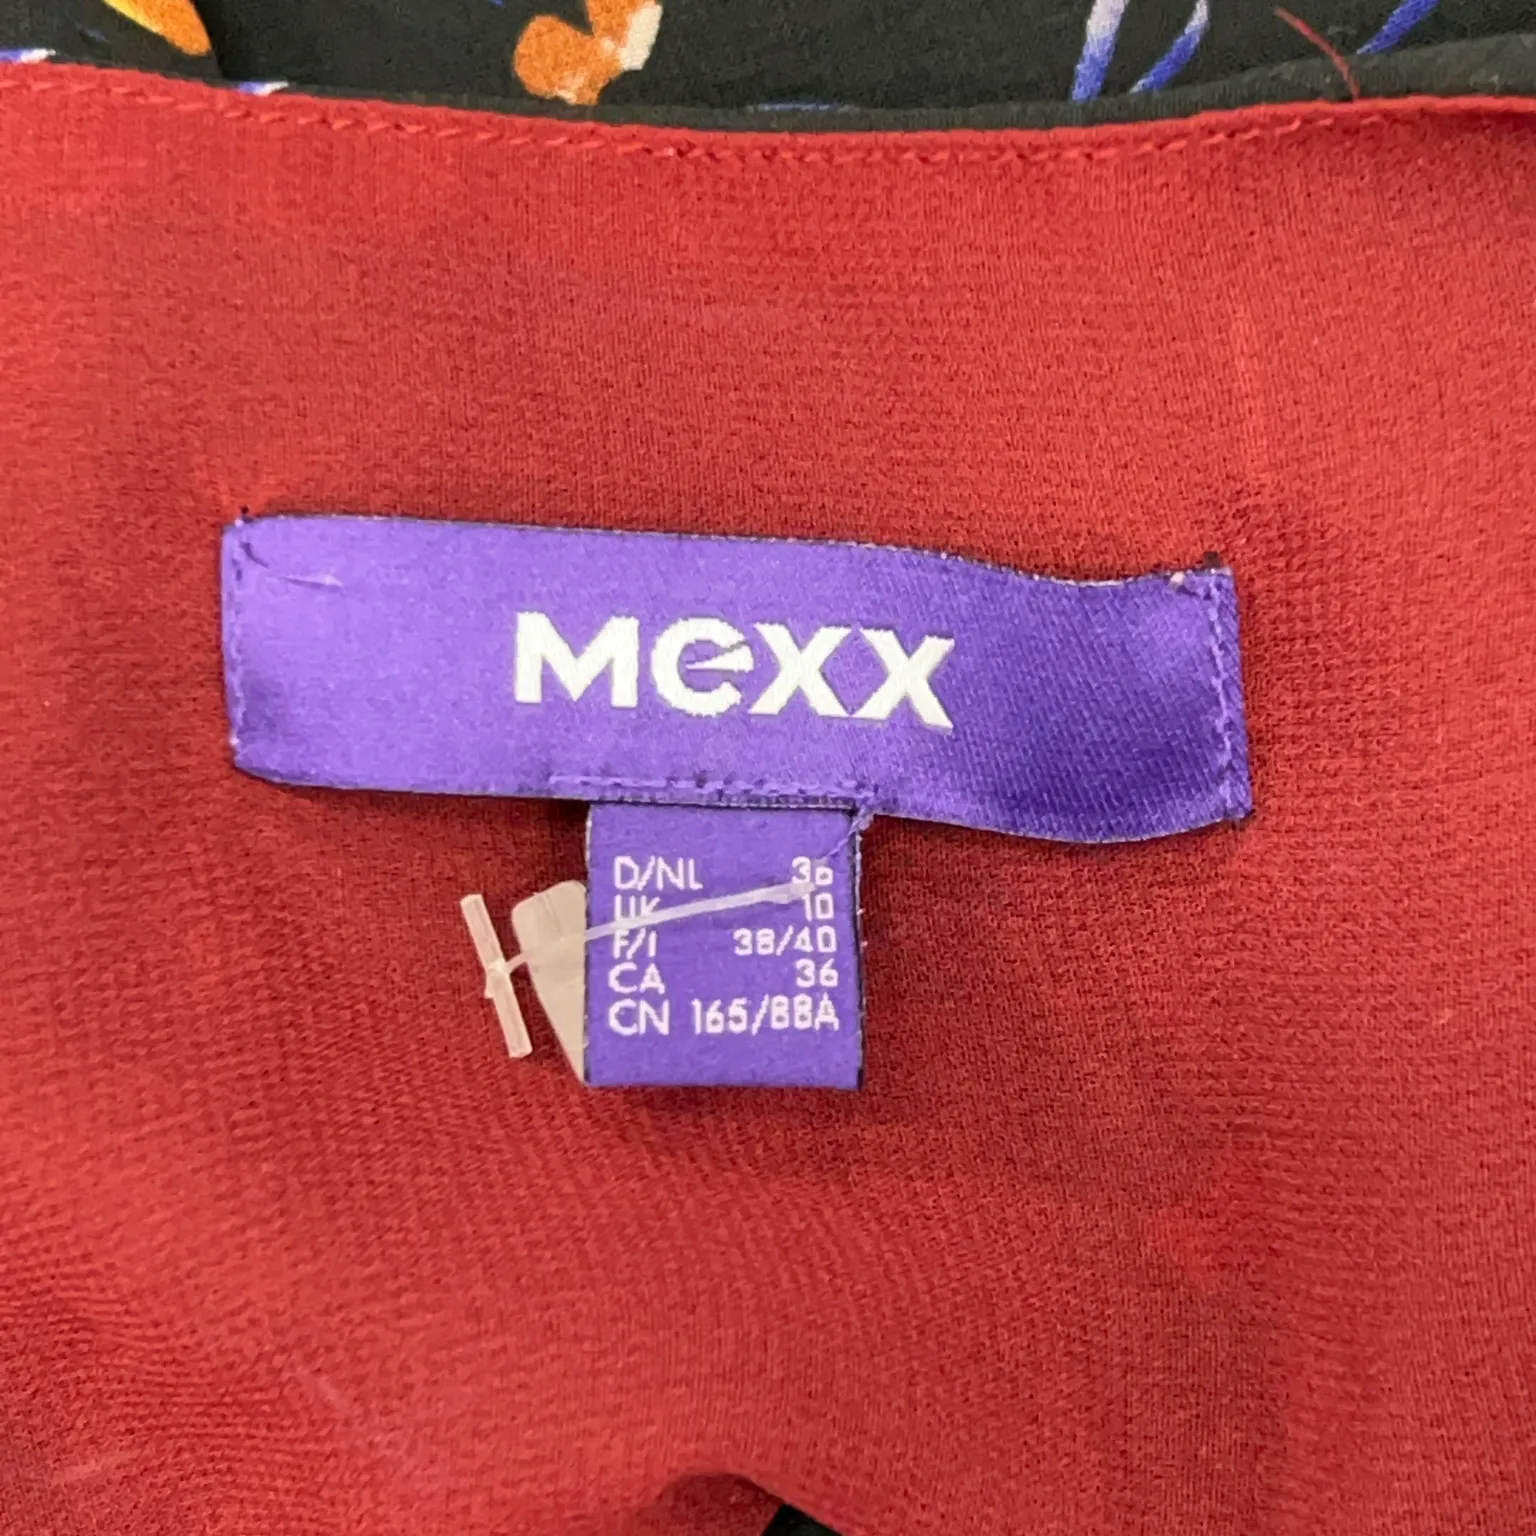 MEXX
D/NL 36
UK 10
F/I 38/40
CA 36
CN 165/88A